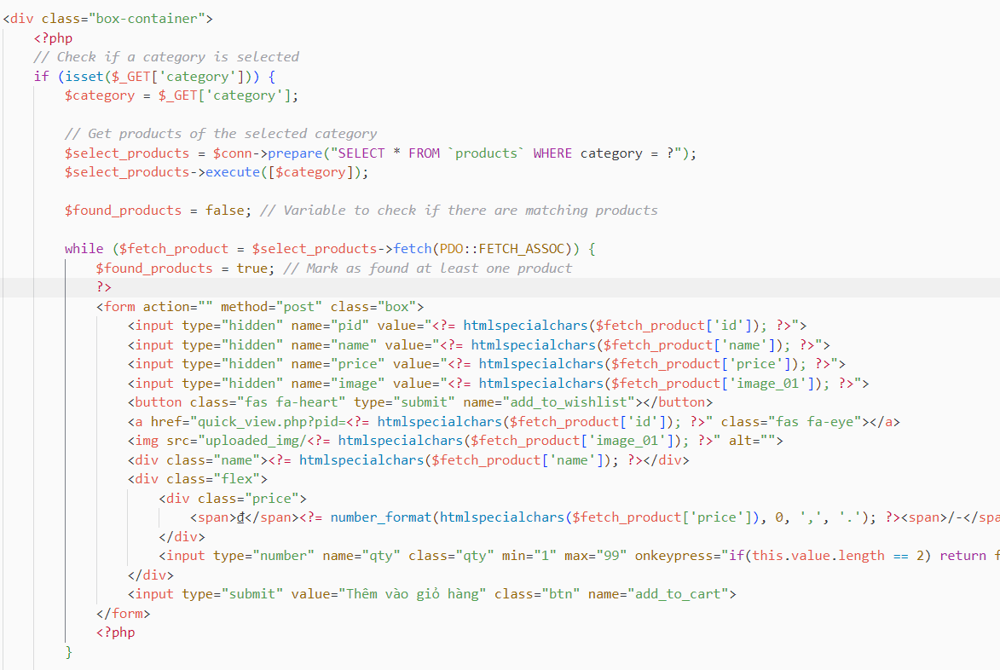 <div class="box-container">
    <?php
    // Check if a category is selected
    if (isset($_GET['category'])) {
        $category = $_GET['category'];

        // Get products of the selected category
        $select_products = $conn->prepare("SELECT * FROM `products` WHERE category = ?");
        $select_products->execute([$category]);

        $found_products = false; // Variable to check if there are matching products

        while ($fetch_product = $select_products->fetch(PDO::FETCH_ASSOC)) {
            $found_products = true; // Mark as found at least one product
            ?>
            <form action="" method="post" class="box">
                <input type="hidden" name="pid" value="<?= htmlspecialchars($fetch_product['id']); ?>">
                <input type="hidden" name="name" value="<?= htmlspecialchars($fetch_product['name']); ?>">
                <input type="hidden" name="price" value="<?= htmlspecialchars($fetch_product['price']); ?>">
                <input type="hidden" name="image" value="<?= htmlspecialchars($fetch_product['image_01']); ?>">
                <button class="fas fa-heart" type="submit" name="add_to_wishlist"></button>
                <a href="quick_view.php?pid=<?= htmlspecialchars($fetch_product['id']); ?>" class="fas fa-eye"></a>
                <img src="uploaded_img/<?= htmlspecialchars($fetch_product['image_01']); ?>" alt="">
                <div class="name"><?= htmlspecialchars($fetch_product['name']); ?></div>
                <div class="flex">
                    <div class="price">
                        <span>₫</span><?= number_format(htmlspecialchars($fetch_product['price']), 0, ',', '.'); ?><span>/-</spa
                    </div>
                    <input type="number" name="qty" class="qty" min="1" max="99" onkeypress="if(this.value.length == 2) return f
                </div>
                <input type="submit" value="Thêm vào giỏ hàng" class="btn" name="add_to_cart">
            </form>
            <?php
        }